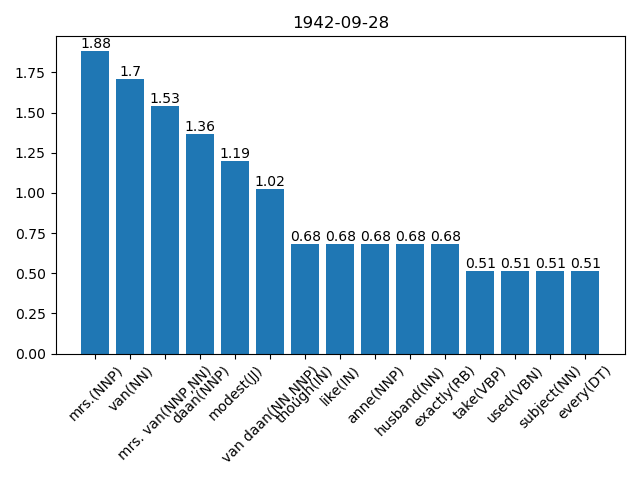 1942-09-28
1.88
1.7
1.53
1.36
1.19
1.02
0.68
0.68
0.68
0.68
0.68
0.51
0.51
0.51
0.51
1.75
1.50
1.25
1.00
0.75
0.50
0.25
0.00
mrs.(NNP)
van(NN)
mrs. van(NNP,NN)
daan(NNP)
modest(JJ)
van daan(NN,NNP)
though(IN)
like(IN)
anne(NNP)
husband(NN)
exactly(RB)
take(VBP)
used(VBN)
subject(NN)
every(DT)